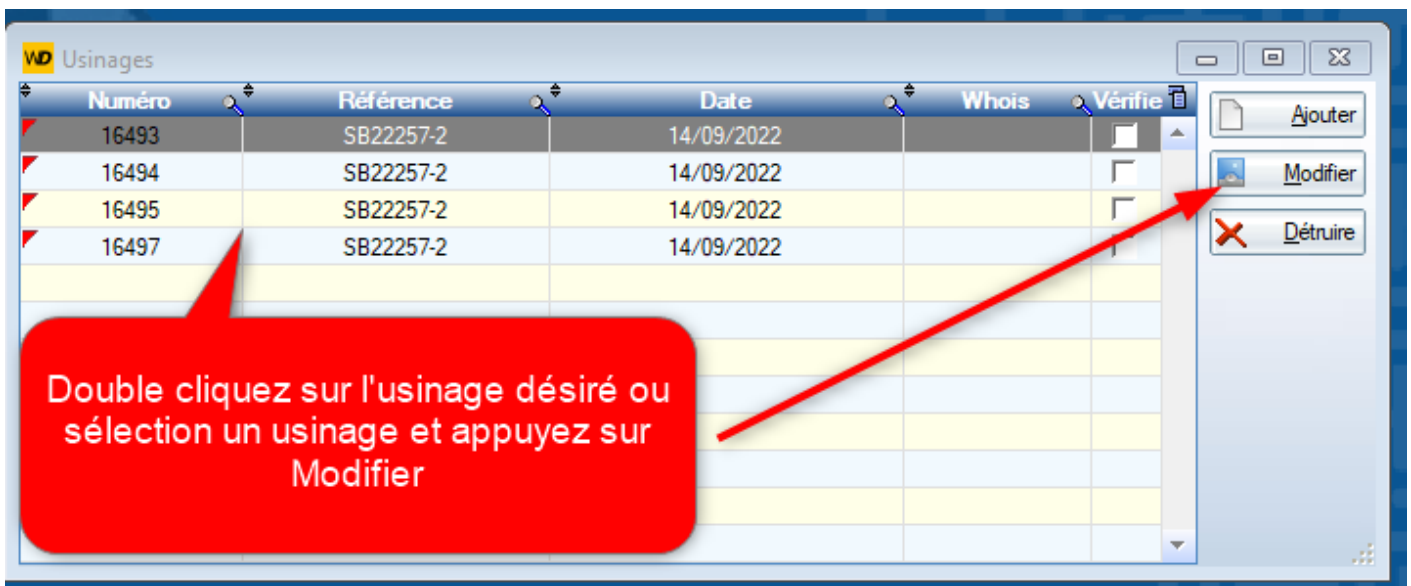 WD Usinages
Numéro Référence Date Whois Vérifie
16493 SB22257-2 14/09/2022
16494 SB22257-2 14/09/2022
16495 SB22257-2 14/09/2022
16497 SB22257-2 14/09/2022
Ajouter
Modifier
Détruire
Double cliquez sur l'usinage désiré ou
sélection un usinage et appuyez sur
Modifier